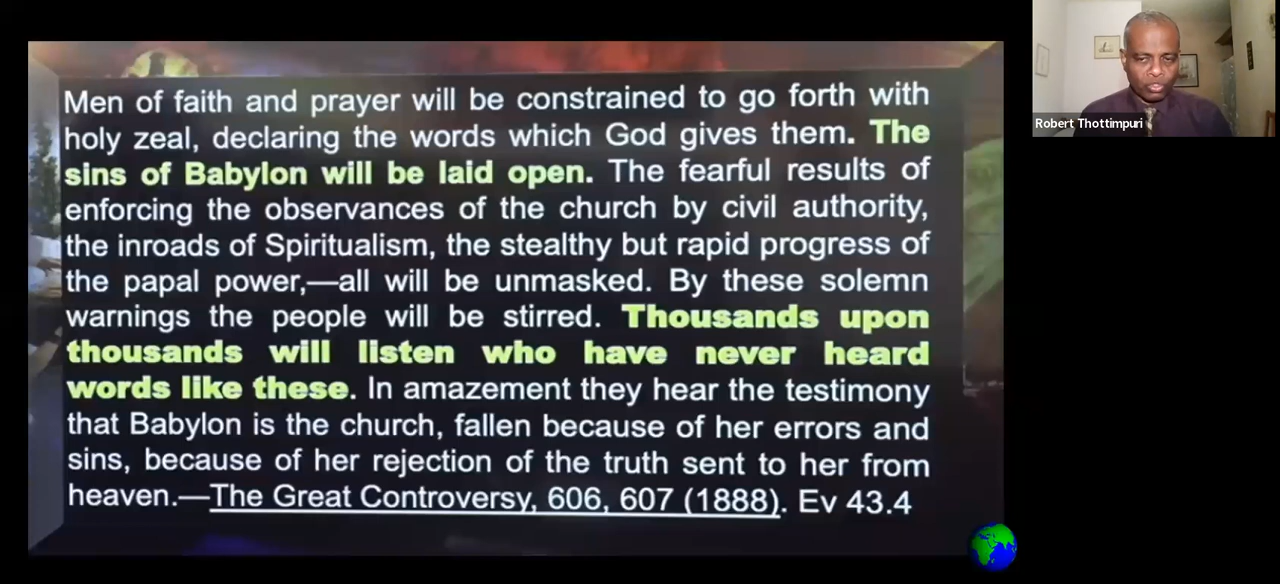 Men of faith and prayer will be constrained to go forth with
holy zeal, declaring the words which God gives them. The
sins of Babylon will be laid open. The fearful results of
enforcing the observances of the church by civil authority,
the inroads of Spiritualism, the stealthy but rapid progress of
the papal power,—all will be unmasked. By these solemn
warnings the people will be stirred. Thousands upon
thousands will listen who have never heard
words like these. In amazement they hear the testimony
that Babylon is the church, fallen because of her errors and
sins, because of her rejection of the truth sent to her from
heaven.—The Great Controversy, 606, 607 (1888). Ev 43.4
Robert Thottimpuri